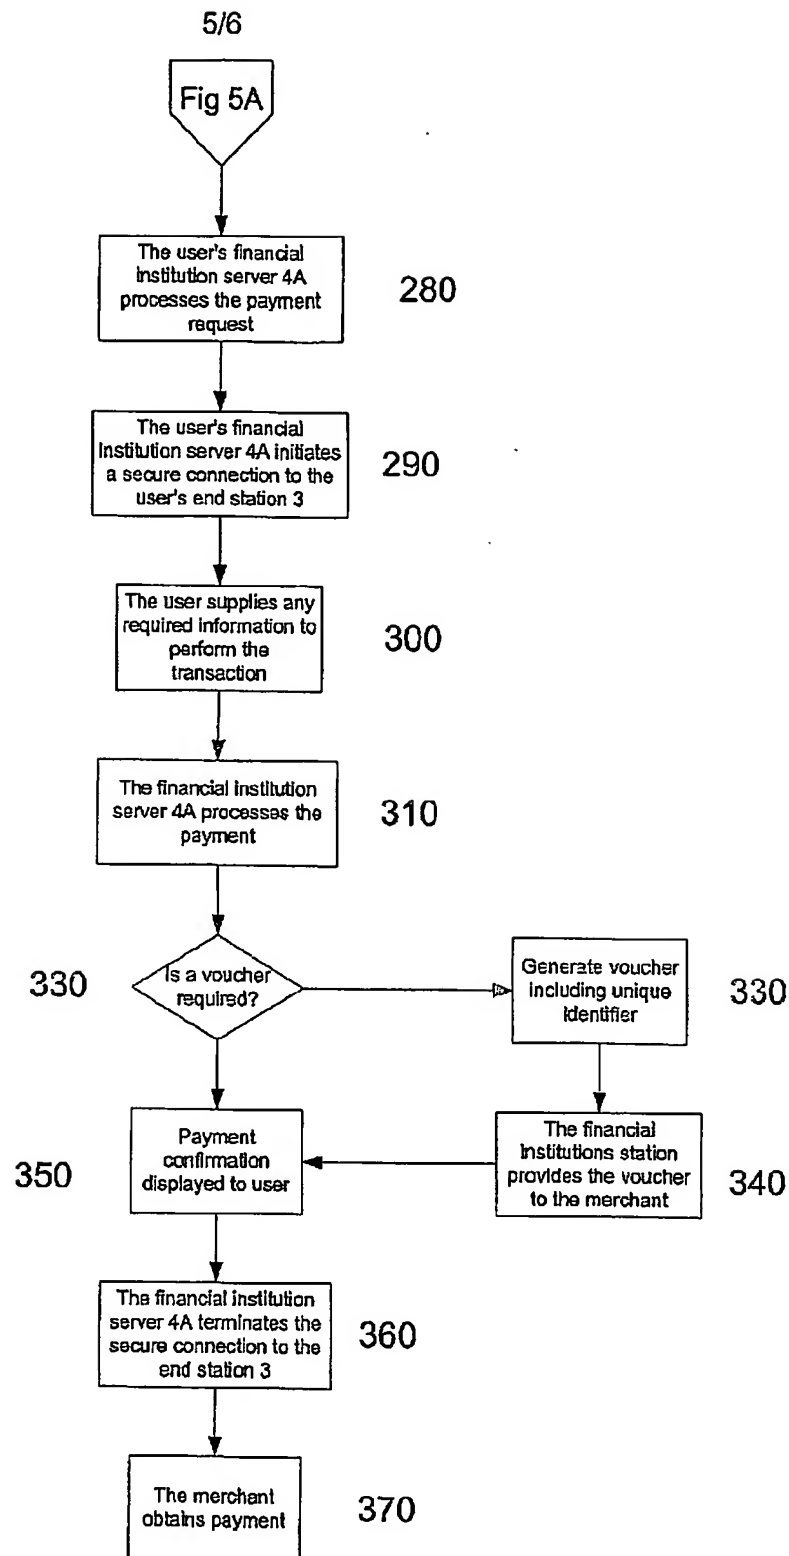 5/6
Fig 5A
The user's financial
institution server 4A
processes the payment
request
280
The user's financial
institution server 4A initiates
a secure connection to the
user's end station 3
290
The user supplies any
required information to
perform the
transaction
300
The financial institution
server 4A processes the
payment
310
330
Is a voucher
required?
Generate voucher
including unique
identifier
330
350
Payment
confirmation
displayed to user
The financial
institutions station
provides the voucher
to the merchant
340
The financial institution
server 4A terminates the
secure connection to the
end station 3
360
The merchant
obtains payment
370